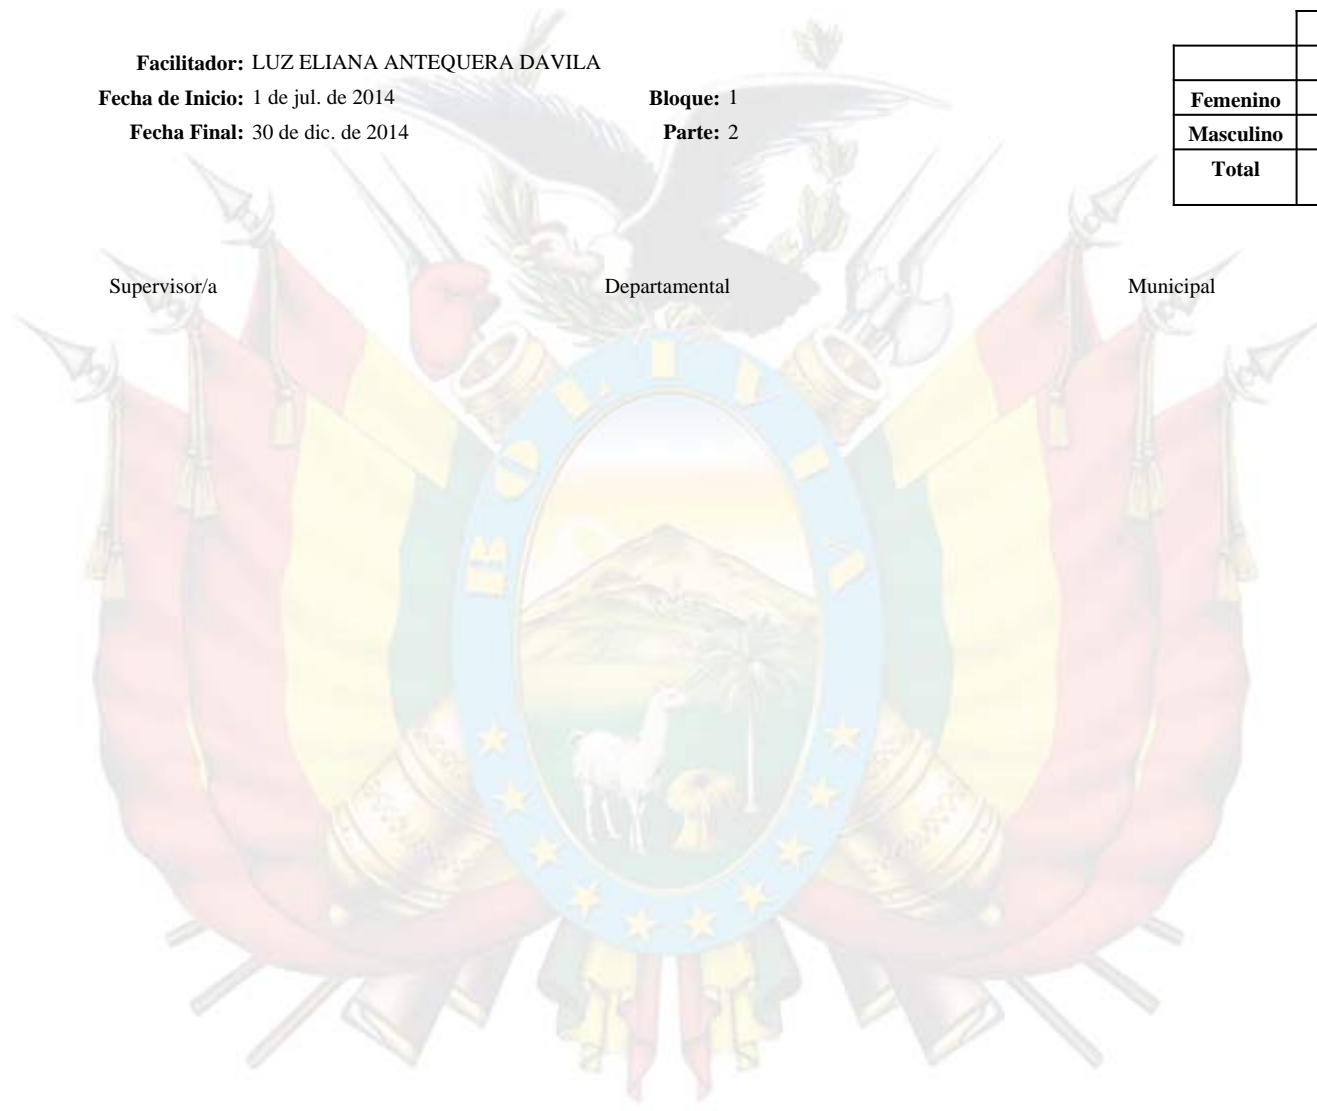 Facilitador: LUZ ELIANA ANTEQUERA DAVILA
Fecha de Inicio: 1 de jul. de 2014 Bloque: 1
Fecha Final: 30 de dic. de 2014 Parte: 2
Femenino
Masculino
Total
Supervisor/a Departamental Municipal
BOLIVIA